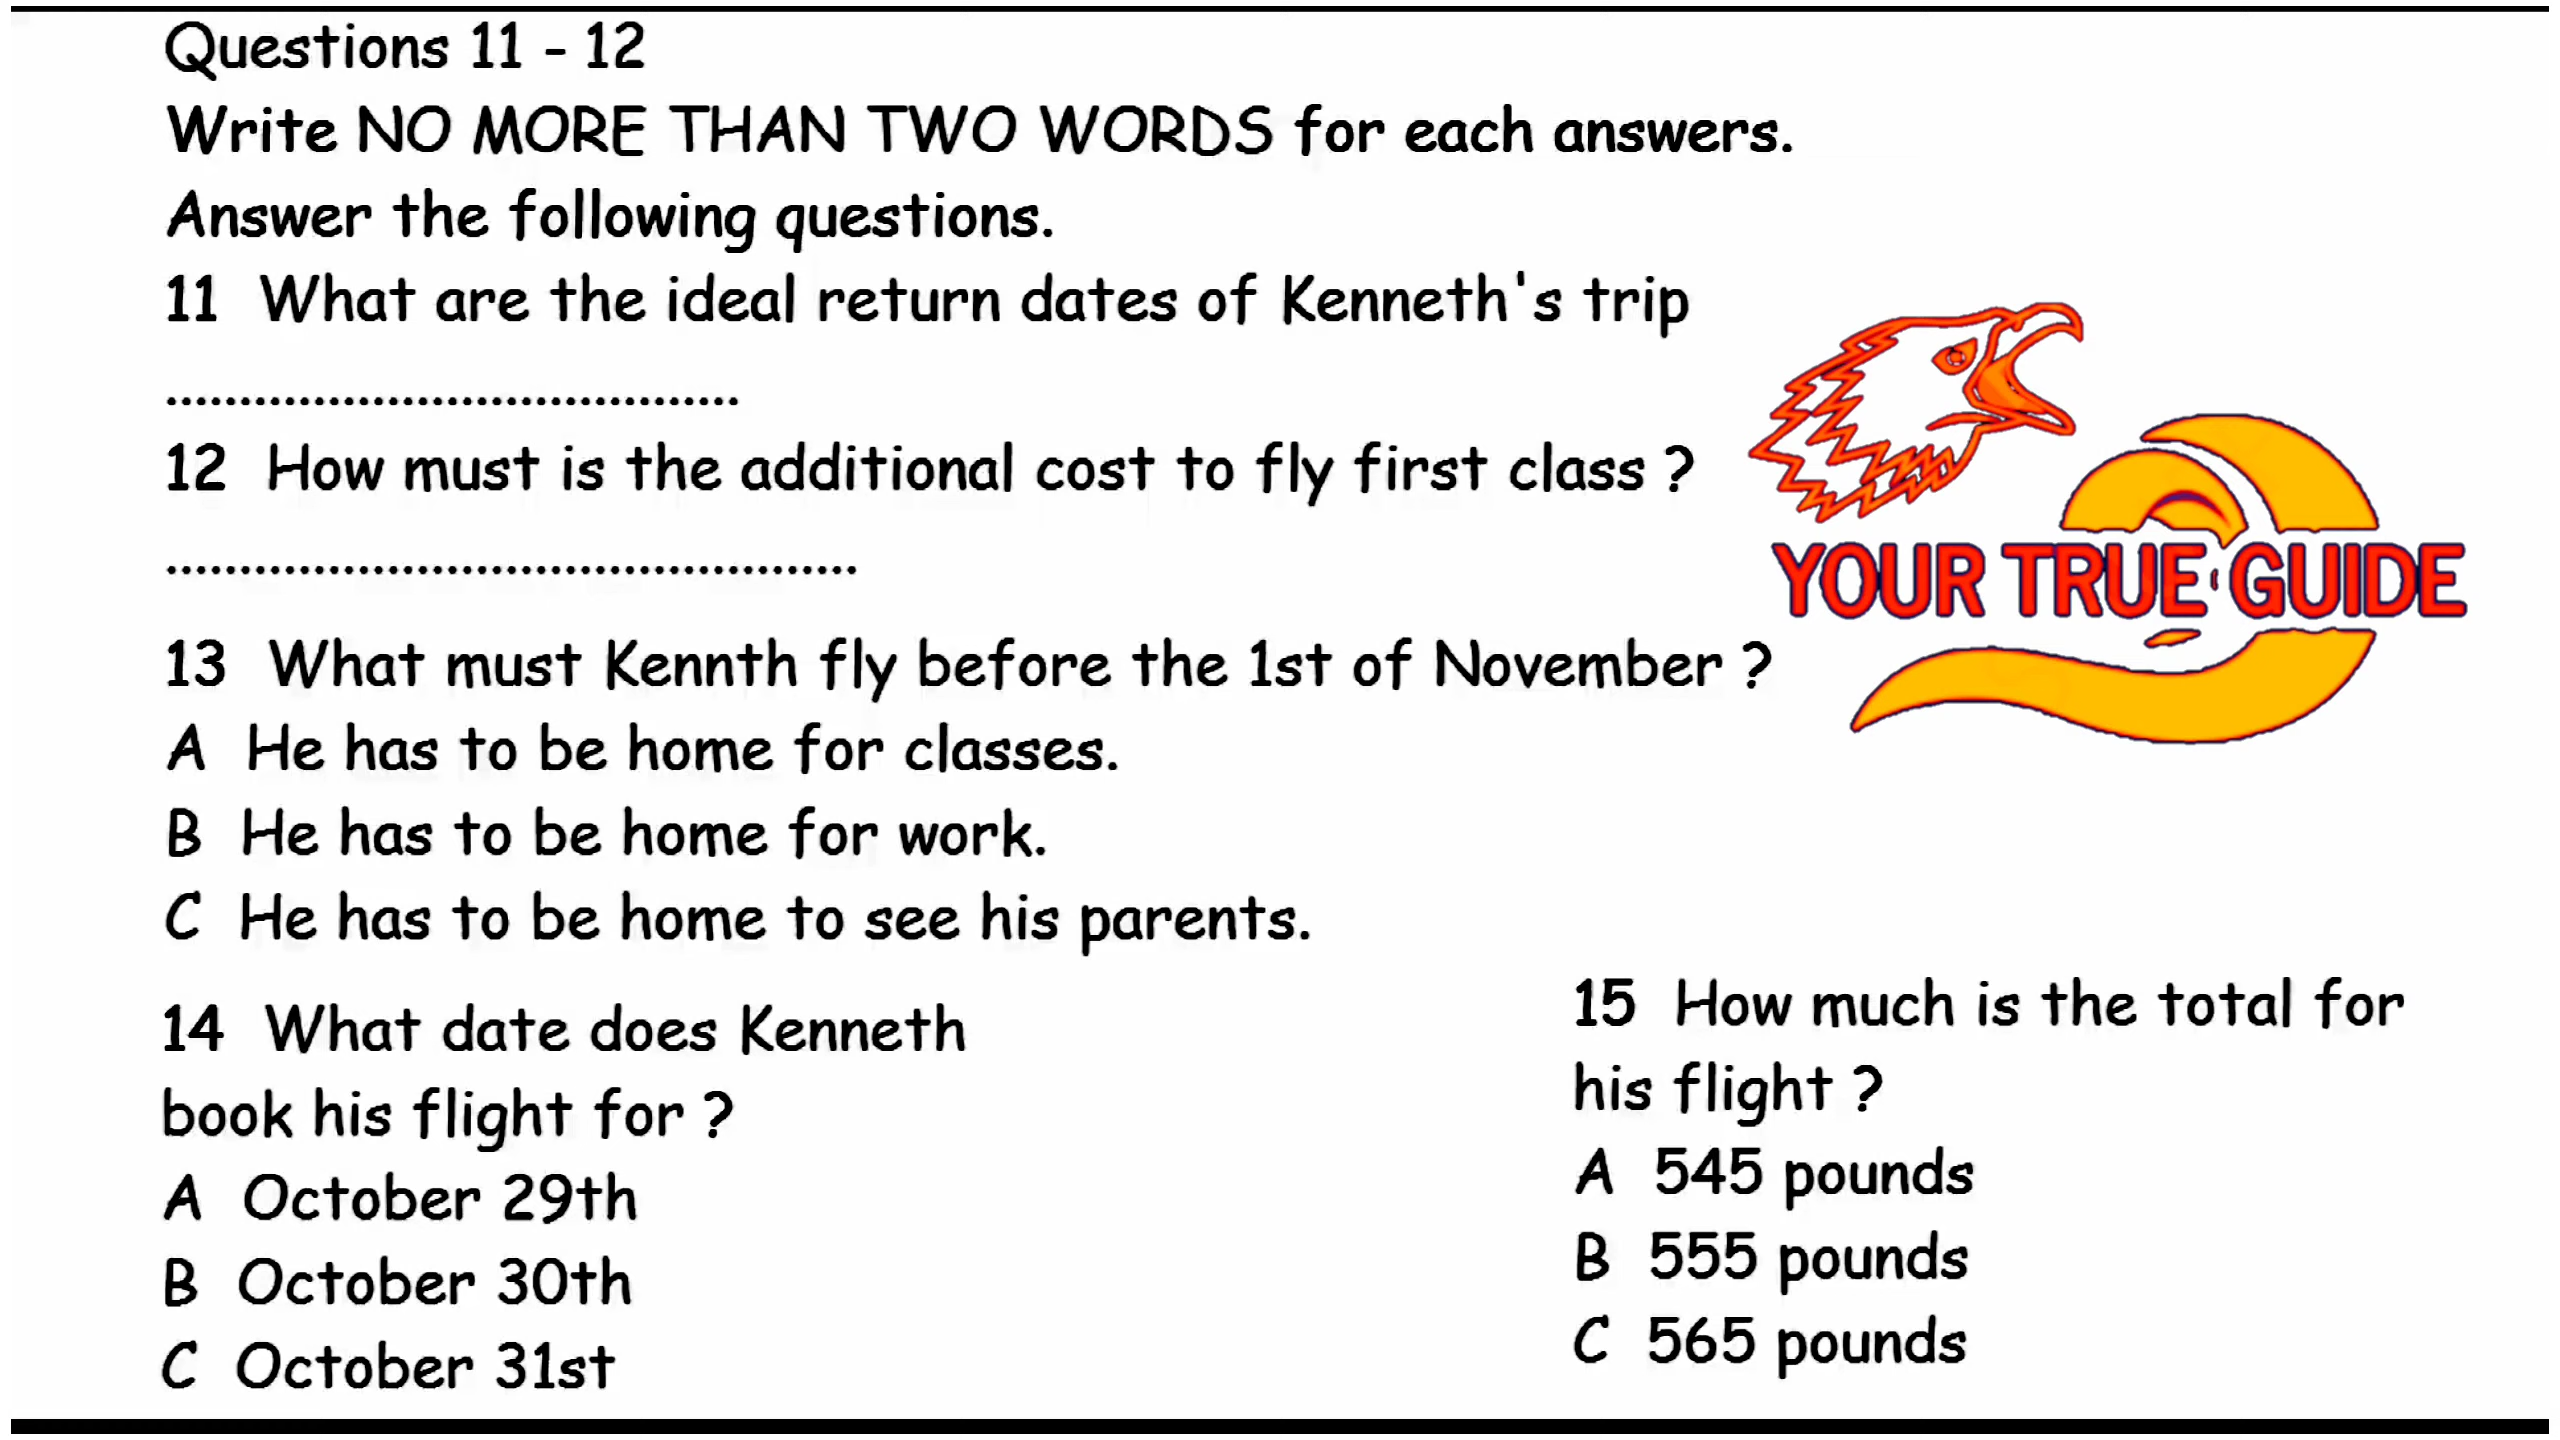 Questions 11 - 12
Write NO MORE THAN TWO WORDS for each answers.
Answer the following questions.
11 What are the ideal return dates of Kenneth's trip
.......................................
12 How must is the additional cost to fly first class ?
...............................................
13 What must Kennth fly before the 1st of November ?
A He has to be home for classes.
B He has to be home for work.
C He has to be home to see his parents.
14 What date does Kenneth
book his flight for ?
A October 29th
B October 30th
C October 31st
15 How much is the total for
his flight ?
A 545 pounds
B 555 pounds
C 565 pounds
YOUR TRUE GUIDE